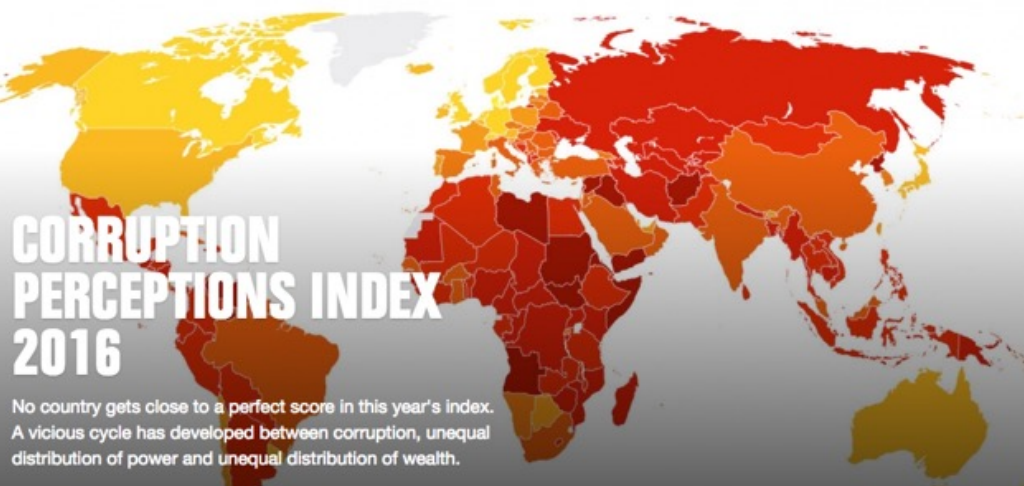 CORRUPTION
PERCEPTIONS INDEX
2016
No country gets close to a perfect score in this year's index.
A vicious cycle has developed between corruption, unequal
distribution of power and unequal distribution of wealth.